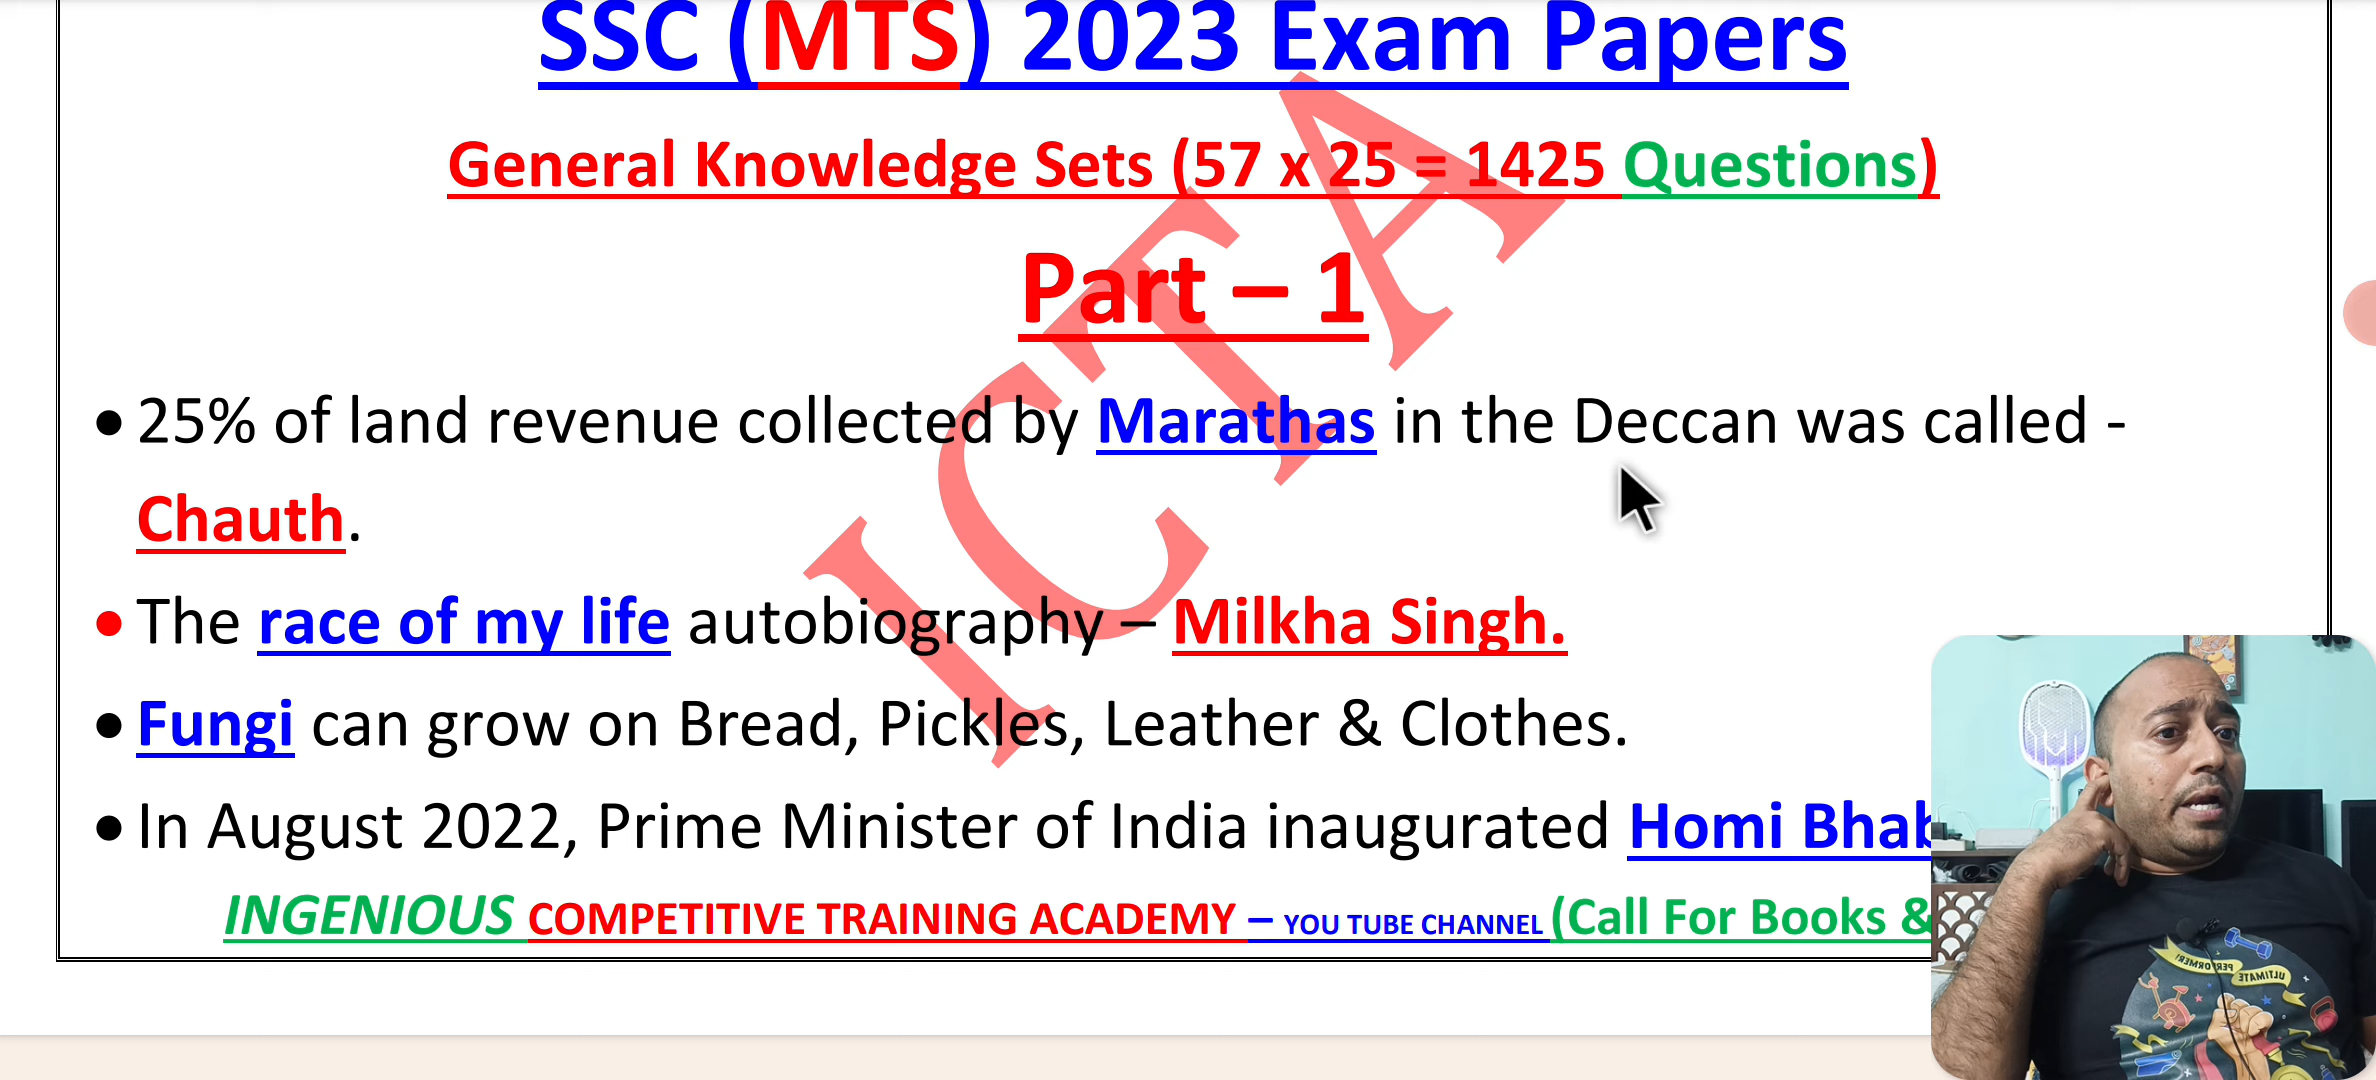 SSC (MTS) 2023 Exam Papers
General Knowledge Sets (57 x 25 = 1425 Questions)
Part – 1
• 25% of land revenue collected by Marathas in the Deccan was called -
Chauth.
• The race of my life autobiography – Milkha Singh.
• Fungi can grow on Bread, Pickles, Leather & Clothes.
• In August 2022, Prime Minister of India inaugurated Homi
INGENIOUS COMPETITIVE TRAINING ACADEMY – YOU TUBE CHANNEL (Call For Books &
ICTA
ULTIMATE PERFORMER!